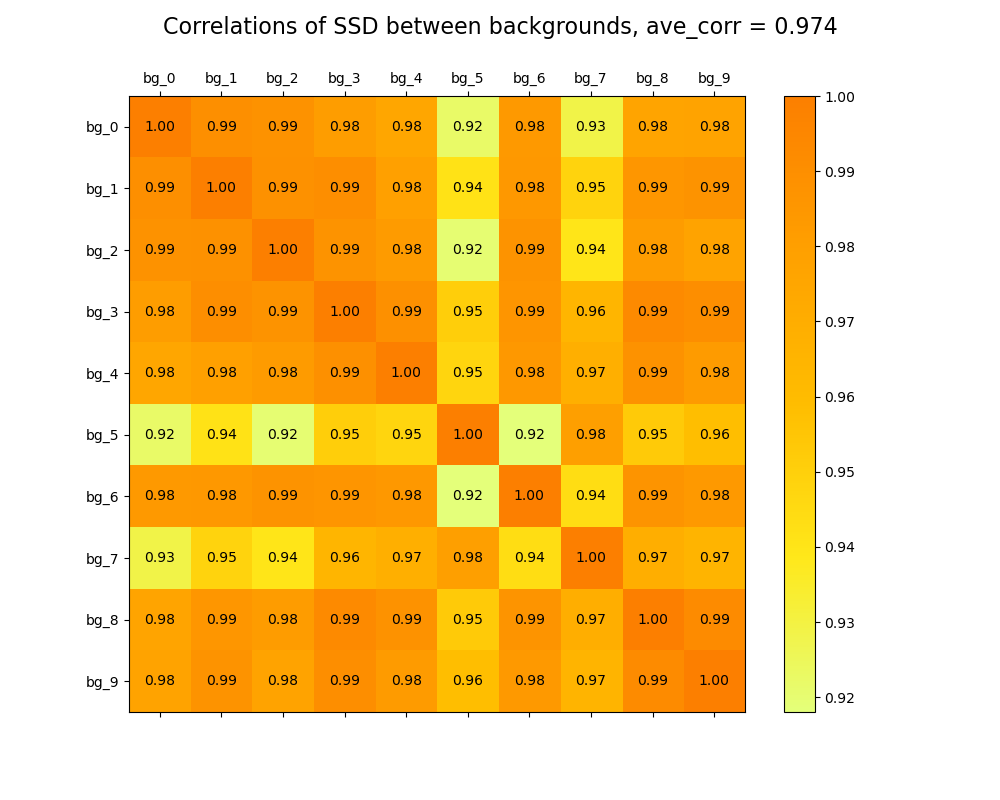 Correlations of SSD between backgrounds, ave_corr = 0.974
bg_0 bg_1 bg_2 bg_3 bg_4 bg_5 bg_6 bg_7 bg_8 bg_9
bg_0 1.00 0.99 0.99 0.98 0.98 0.92 0.98 0.93 0.98 0.98
bg_1 0.99 1.00 0.99 0.99 0.98 0.94 0.98 0.95 0.99 0.99
bg_2 0.99 0.99 1.00 0.99 0.98 0.92 0.99 0.94 0.98 0.98
bg_3 0.98 0.99 0.99 1.00 0.99 0.95 0.99 0.96 0.99 0.99
bg_4 0.98 0.98 0.98 0.99 1.00 0.95 0.98 0.97 0.99 0.98
bg_5 0.92 0.94 0.92 0.95 0.95 1.00 0.92 0.98 0.95 0.96
bg_6 0.98 0.98 0.99 0.99 0.98 0.92 1.00 0.94 0.99 0.98
bg_7 0.93 0.95 0.94 0.96 0.97 0.98 0.94 1.00 0.97 0.97
bg_8 0.98 0.99 0.98 0.99 0.99 0.95 0.99 0.97 1.00 0.99
bg_9 0.98 0.99 0.98 0.99 0.98 0.96 0.98 0.97 0.99 1.00
1.00
0.99
0.98
0.97
0.96
0.95
0.94
0.93
0.92